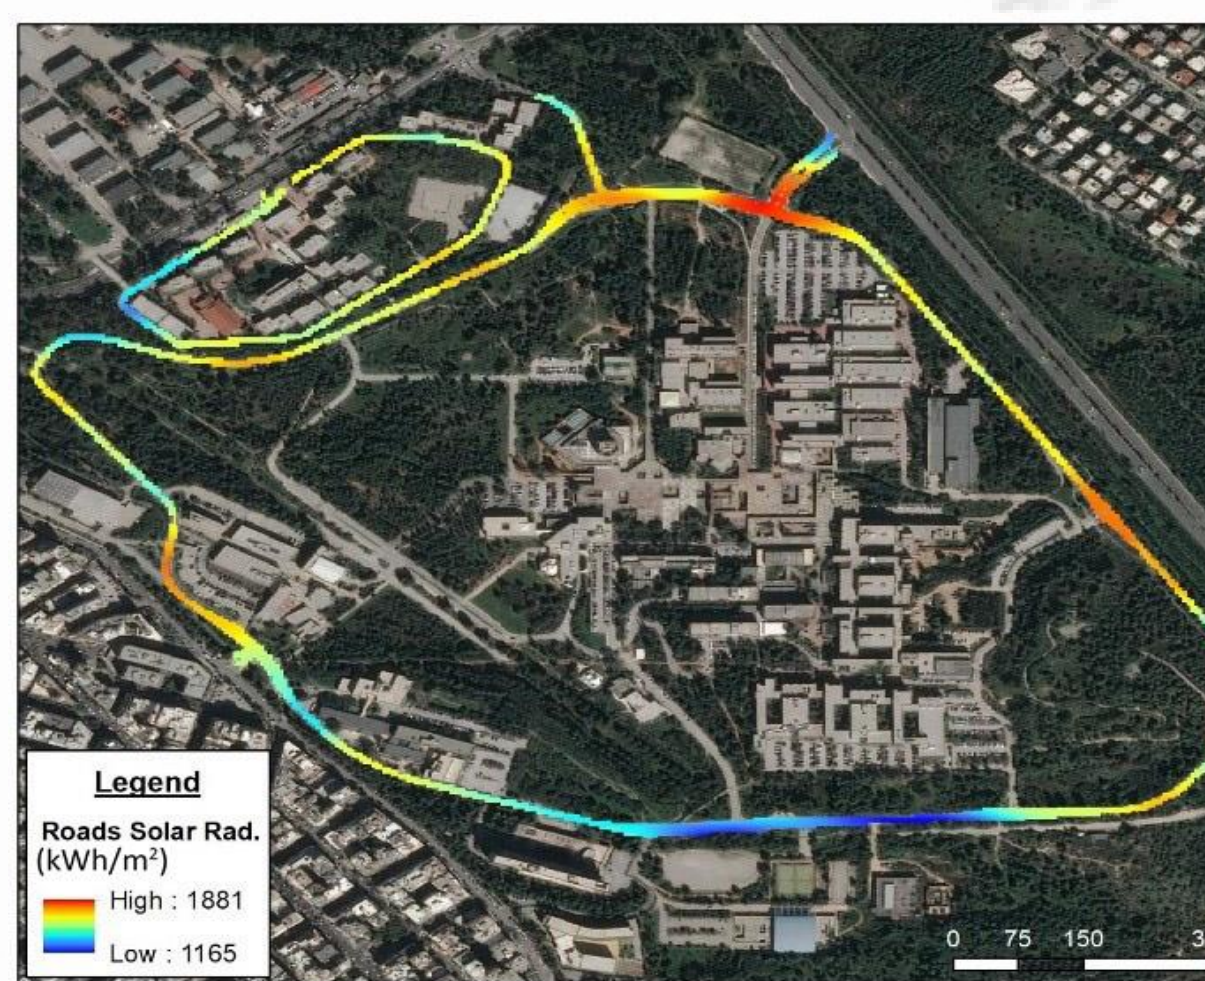 Legend
Roads Solar Rad.
(kWh/m²)
High : 1881
Low : 1165
0 75 150